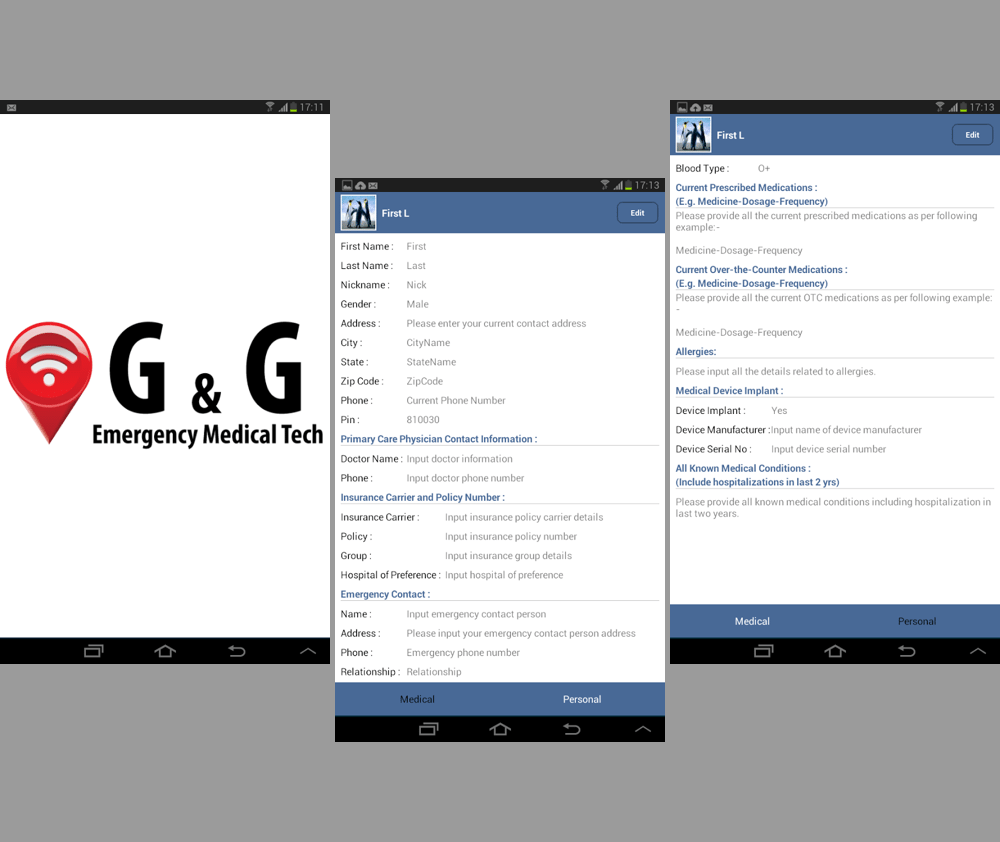 17:11
G & G
Emergency Medical Tech
17:13
First L
Edit
First Name : First
Last Name : Last
Nickname : Nick
Gender : Male
Address : Please enter your current contact address
City : CityName
State : StateName
Zip Code : ZipCode
Phone : Current Phone Number
Pin : 810030
Primary Care Physician Contact Information :
Doctor Name : Input doctor information
Phone : Input doctor phone number
Insurance Carrier and Policy Number :
Insurance Carrier : Input insurance policy carrier details
Policy : Input insurance policy number
Group : Input insurance group details
Hospital of Preference : Input hospital of preference
Emergency Contact :
Name : Input emergency contact person
Address : Please input your emergency contact person address
Phone : Emergency phone number
Relationship : Relationship
Medical Personal
17:13
First L
Edit
Blood Type : O+
Current Prescribed Medications :
(E.g. Medicine-Dosage-Frequency)
Please provide all the current prescribed medications as per following
example:-
Medicine-Dosage-Frequency
Current Over-the-Counter Medications :
(E.g. Medicine-Dosage-Frequency)
Please provide all the current OTC medications as per following example:
-
Medicine-Dosage-Frequency
Allergies:
Please input all the details related to allergies.
Medical Device Implant :
Device Implant : Yes
Device Manufacturer :Input name of device manufacturer
Device Serial No : Input device serial number
All Known Medical Conditions :
(Include hospitalizations in last 2 yrs)
Please provide all known medical conditions including hospitalization in
last two years.
Medical Personal